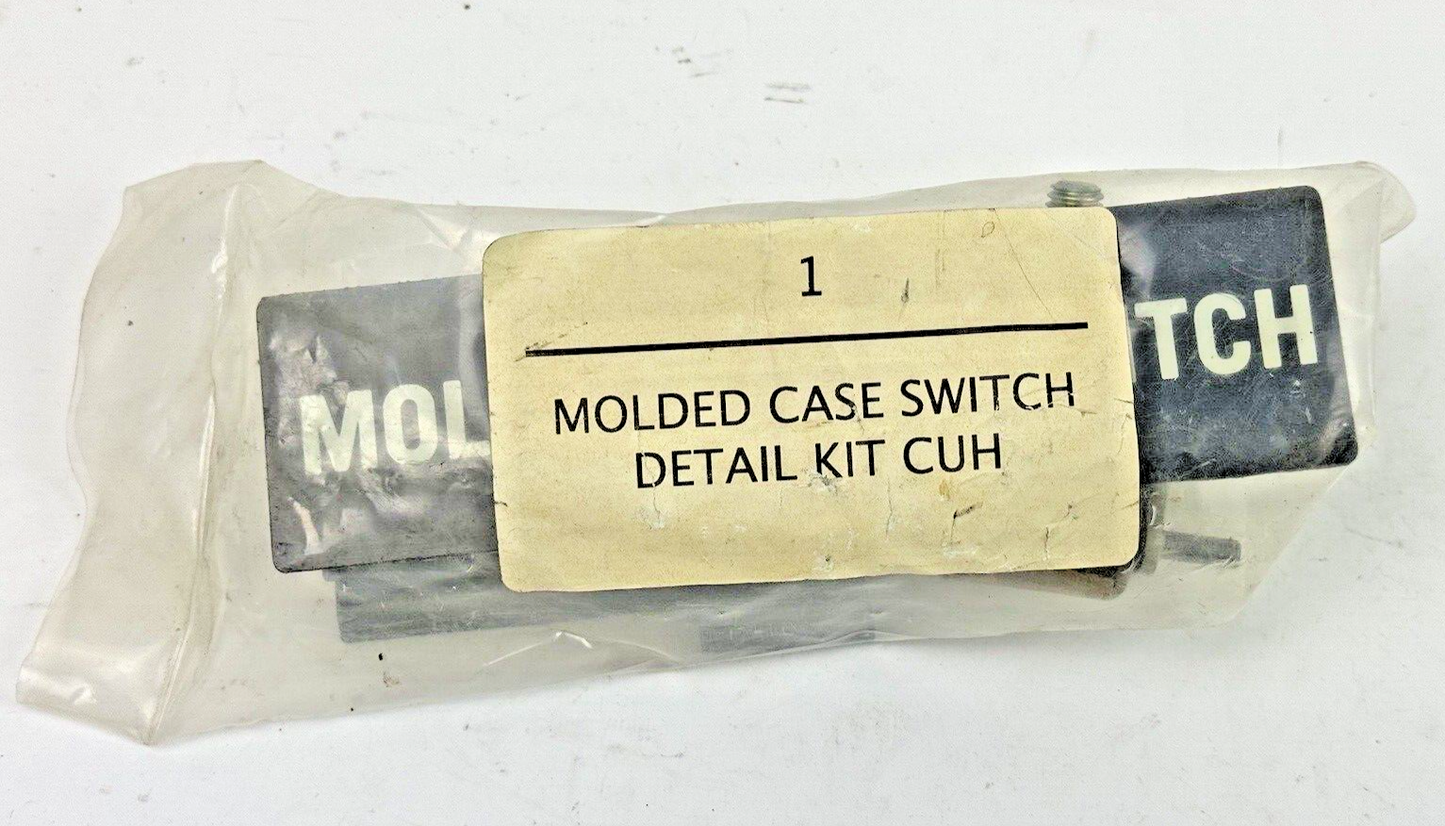 1
MOLDED CASE SWITCH
DETAIL KIT CUH
MOL
TCH